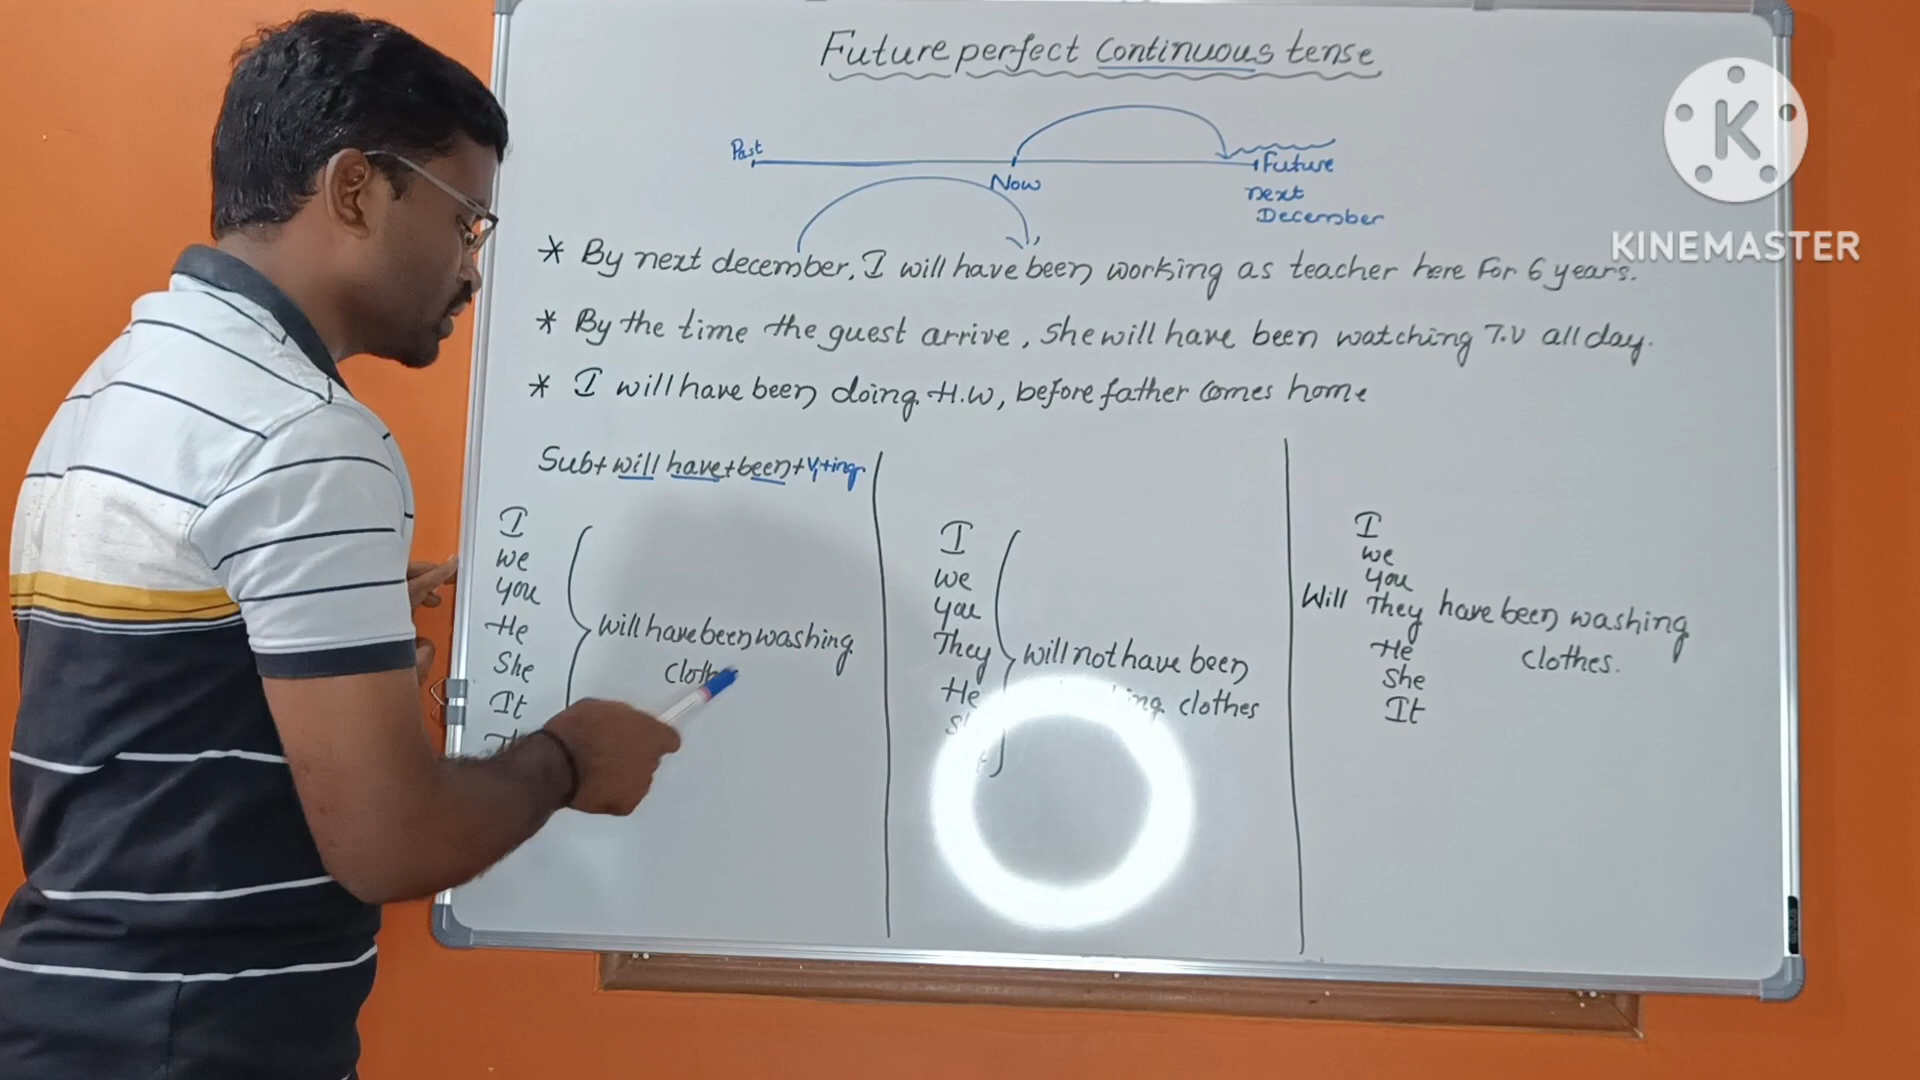 Future perfect continuous tense
Past
Now
Future
next
December
* By next december, I will have been working as teacher here For 6 years.
* By the time the guest arrive, she will have been watching T.V all day.
* I will have been doing H.W, before father comes home
Sub+ will have+been+V1+ing
I
we
you
He
She
It
will have been washing
I
we
you
They
He
will not have been
clothes
I
we
you
Will They have been washing
He clothes.
She
It
K
KINEMASTER